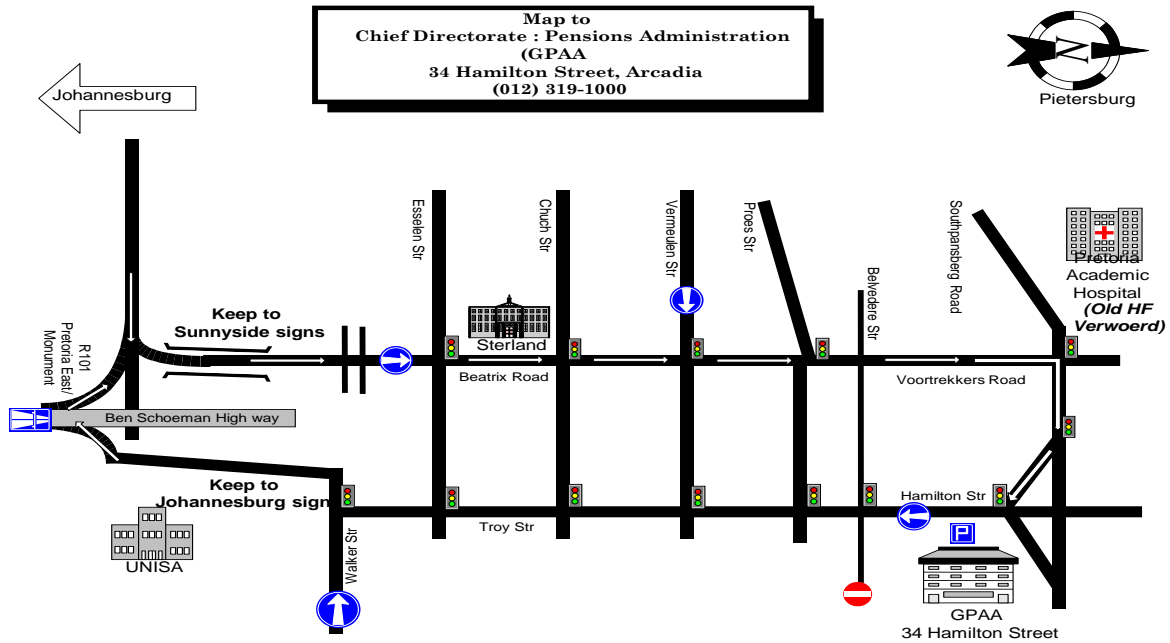 Map to
Chief Directorate : Pensions Administration
(GPAA
34 Hamilton Street, Arcadia
(012) 319-1000
N
Pietersburg
Johannesburg
Esselen Str
Chuch Str
Vermeulen Str
Proes Str
Belvedere Str
Southpansberg Road
Pretoria
Academic
Hospital
(Old HF
Verwoerd)
Keep to
Sunnyside signs
Sterland
Beatrix Road
Voortrekkers Road
R101
Pretoria East/
Monument
Ben Schoeman High way
Keep to
Johannesburg sign
Hamilton Str
Troy Str
P
UNISA
Walker Str
GPAA
34 Hamilton Street